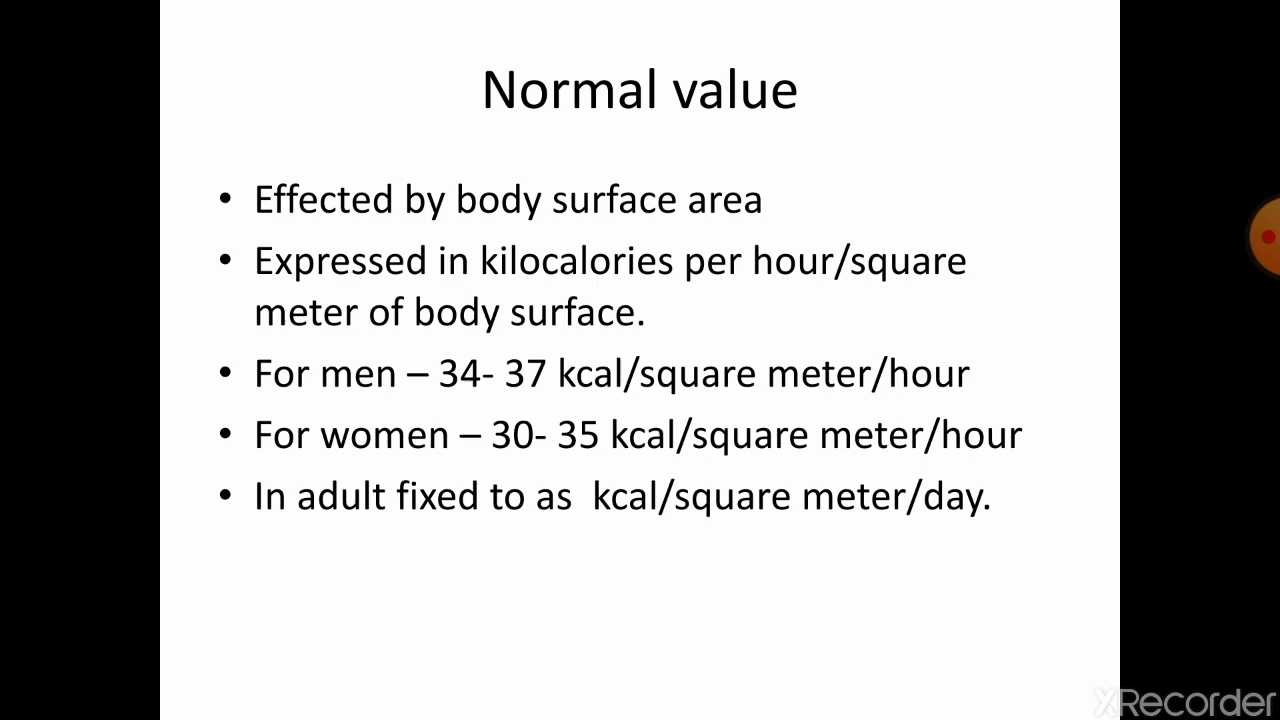 Normal value
• Effected by body surface area
• Expressed in kilocalories per hour/square
meter of body surface.
• For men – 34- 37 kcal/square meter/hour
• For women – 30- 35 kcal/square meter/hour
• In adult fixed to as  kcal/square meter/day.
XRecorder